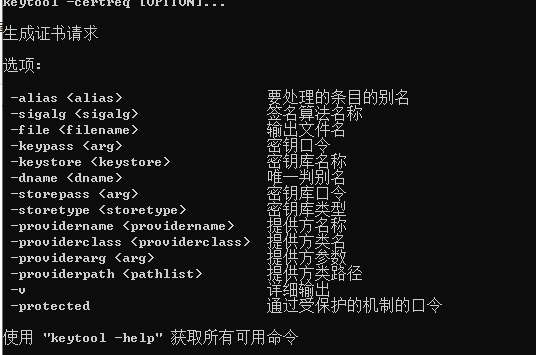 keytool -certreq [OPTION]...
生成证书请求
选项:
-alias <alias> 要处理的条目的别名
-sigalg <sigalg> 签名算法名称
-file <filename> 输出文件名
-keypass <arg> 密钥口令
-keystore <keystore> 密钥库名称
-dname <dname> 唯一判别名
-storepass <arg> 密钥库口令
-storetype <storetype> 密钥库类型
-providername <providername> 提供方名称
-providerclass <providerclass> 提供方类名
-providerarg <arg> 提供方参数
-providerpath <pathlist> 提供方类路径
-v 详细输出
-protected 通过受保护的机制的口令
使用 "keytool -help" 获取所有可用命令